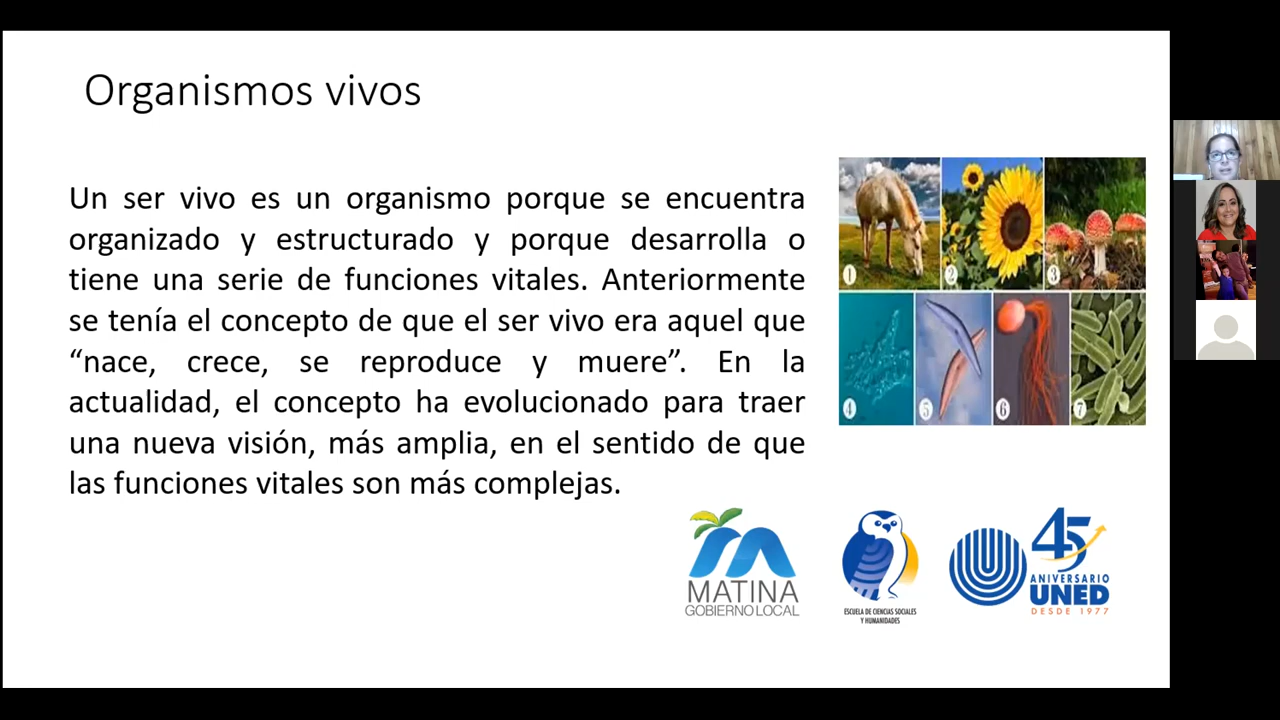 Organismos vivos
Un ser vivo es un organismo porque se encuentra
organizado y estructurado y porque desarrolla o
tiene una serie de funciones vitales. Anteriormente
se tenía el concepto de que el ser vivo era aquel que
“nace, crece, se reproduce y muere”. En la
actualidad, el concepto ha evolucionado para traer
una nueva visión, más amplia, en el sentido de que
las funciones vitales son más complejas.
1 2 3
4 5 6 7
MATINA
GOBIERNO LOCAL
ESCUELA DE CIENCIAS SOCIALES
Y HUMANIDADES
45
ANIVERSARIO
UNED
DESDE 1977